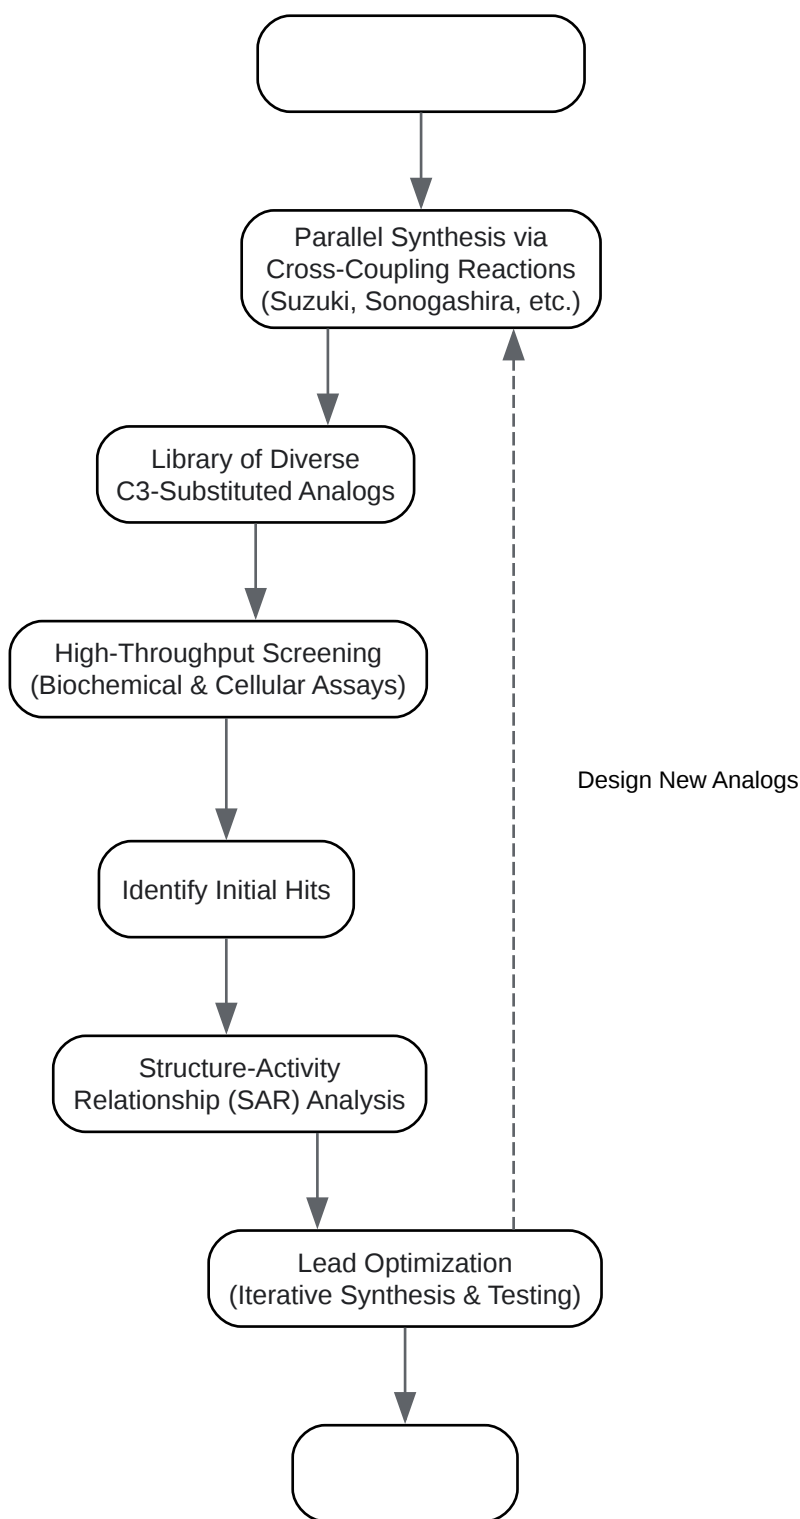 Parallel Synthesis via
Cross-Coupling Reactions
(Suzuki, Sonogashira, etc.)
Library of Diverse
C3-Substituted Analogs
High-Throughput Screening
(Biochemical & Cellular Assays)
Design New Analogs
Identify Initial Hits
Structure-Activity
Relationship (SAR) Analysis
Lead Optimization
(Iterative Synthesis & Testing)